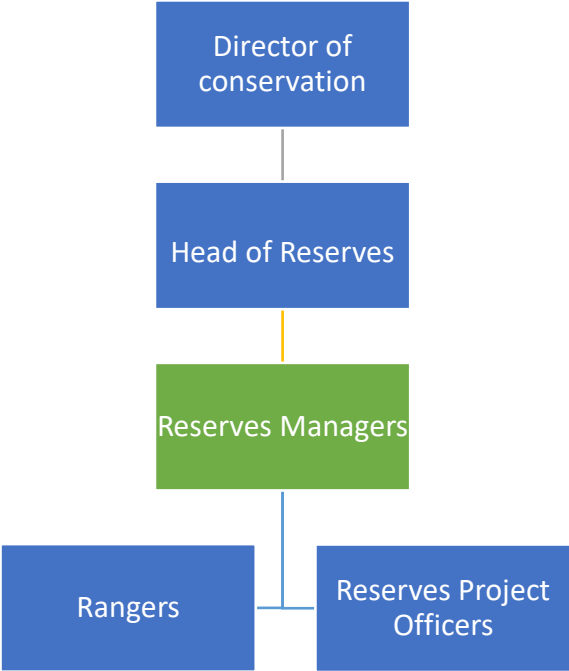 Director of
conservation
Head of Reserves
Reserves Managers
Rangers
Reserves Project
Officers